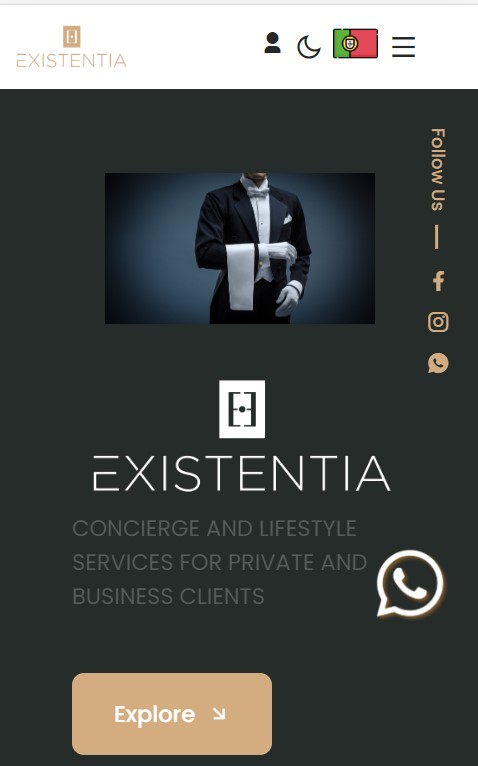 EXISTENTIA
Follow Us
EXISTENTIA
CONCIERGE AND LIFESTYLE
SERVICES FOR PRIVATE AND
BUSINESS CLIENTS
Explore